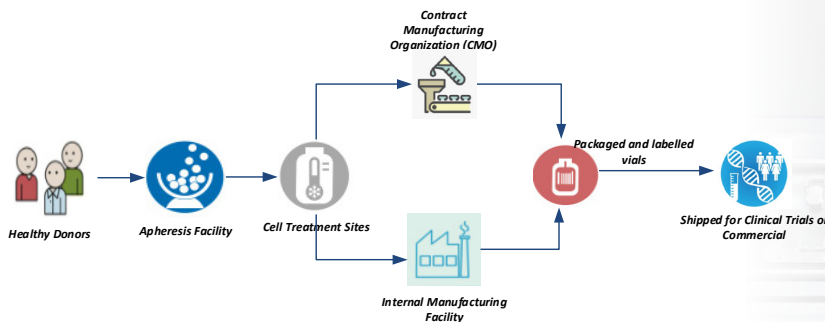 Contract
Manufacturing
Organization (CMO)
Packaged and labelled
vials
Healthy Donors
Apheresis Facility
Cell Treatment Sites
Shipped for Clinical Trials o
Commercial
Internal Manufacturing
Facility